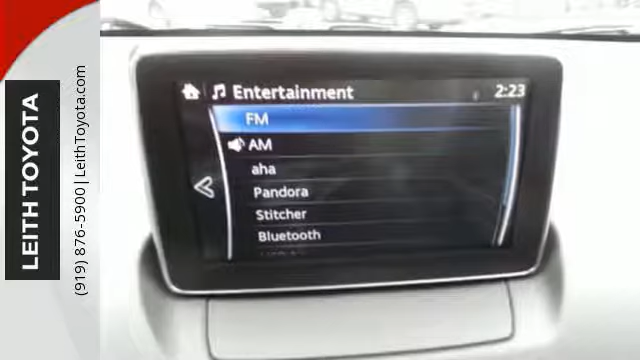 LEITH TOYOTA
(919) 876-5900 | LeithToyota.com
Entertainment 2:23
FM
AM
aha
Pandora
Stitcher
Bluetooth